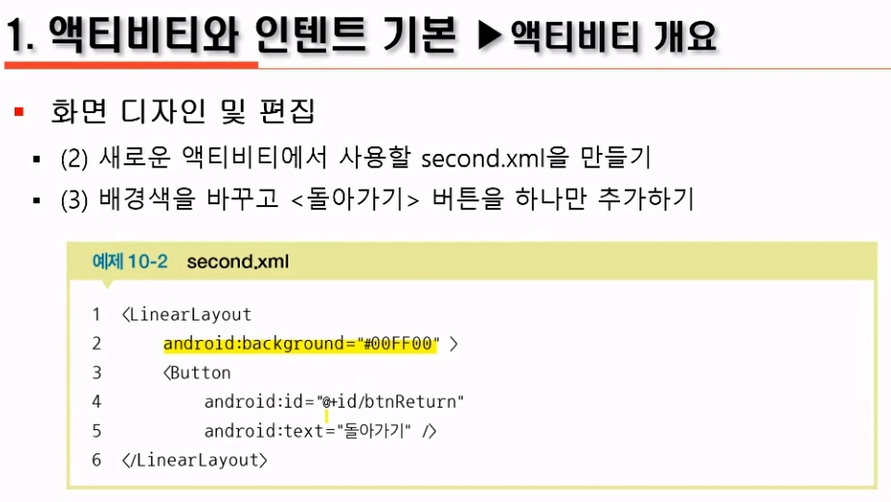 1. 액티비티와 인텐트 기본 ▶액티비티 개요
▪ 화면 디자인 및 편집
▪ (2) 새로운 액티비티에서 사용할 second.xml을 만들기
▪ (3) 배경색을 바꾸고 <돌아가기> 버튼을 하나만 추가하기
예제 10-2 second.xml
1 <LinearLayout
2 android:background="#00FF00" >
3 <Button
4 android:id="@+id/btnReturn"
5 android:text="돌아가기" />
6 </LinearLayout>